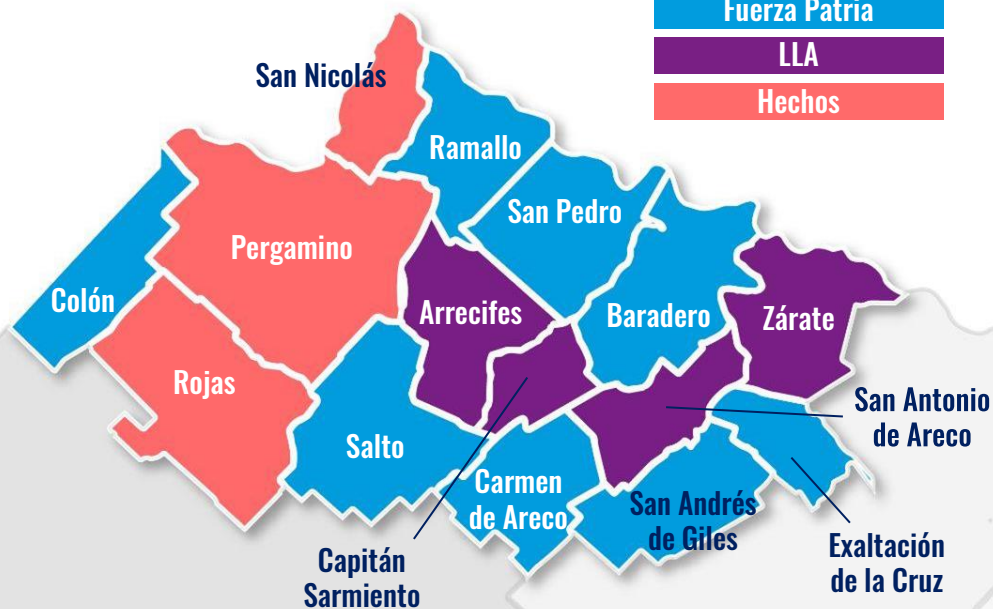 Fuerza Patria
LLA
Hechos
San Nicolás
Ramallo
San Pedro
Pergamino
Colón
Arrecifes
Baradero
Zárate
Rojas
San Antonio
de Areco
Salto
Carmen
de Areco
San Andrés
de Giles
Exaltación
de la Cruz
Capitán
Sarmiento